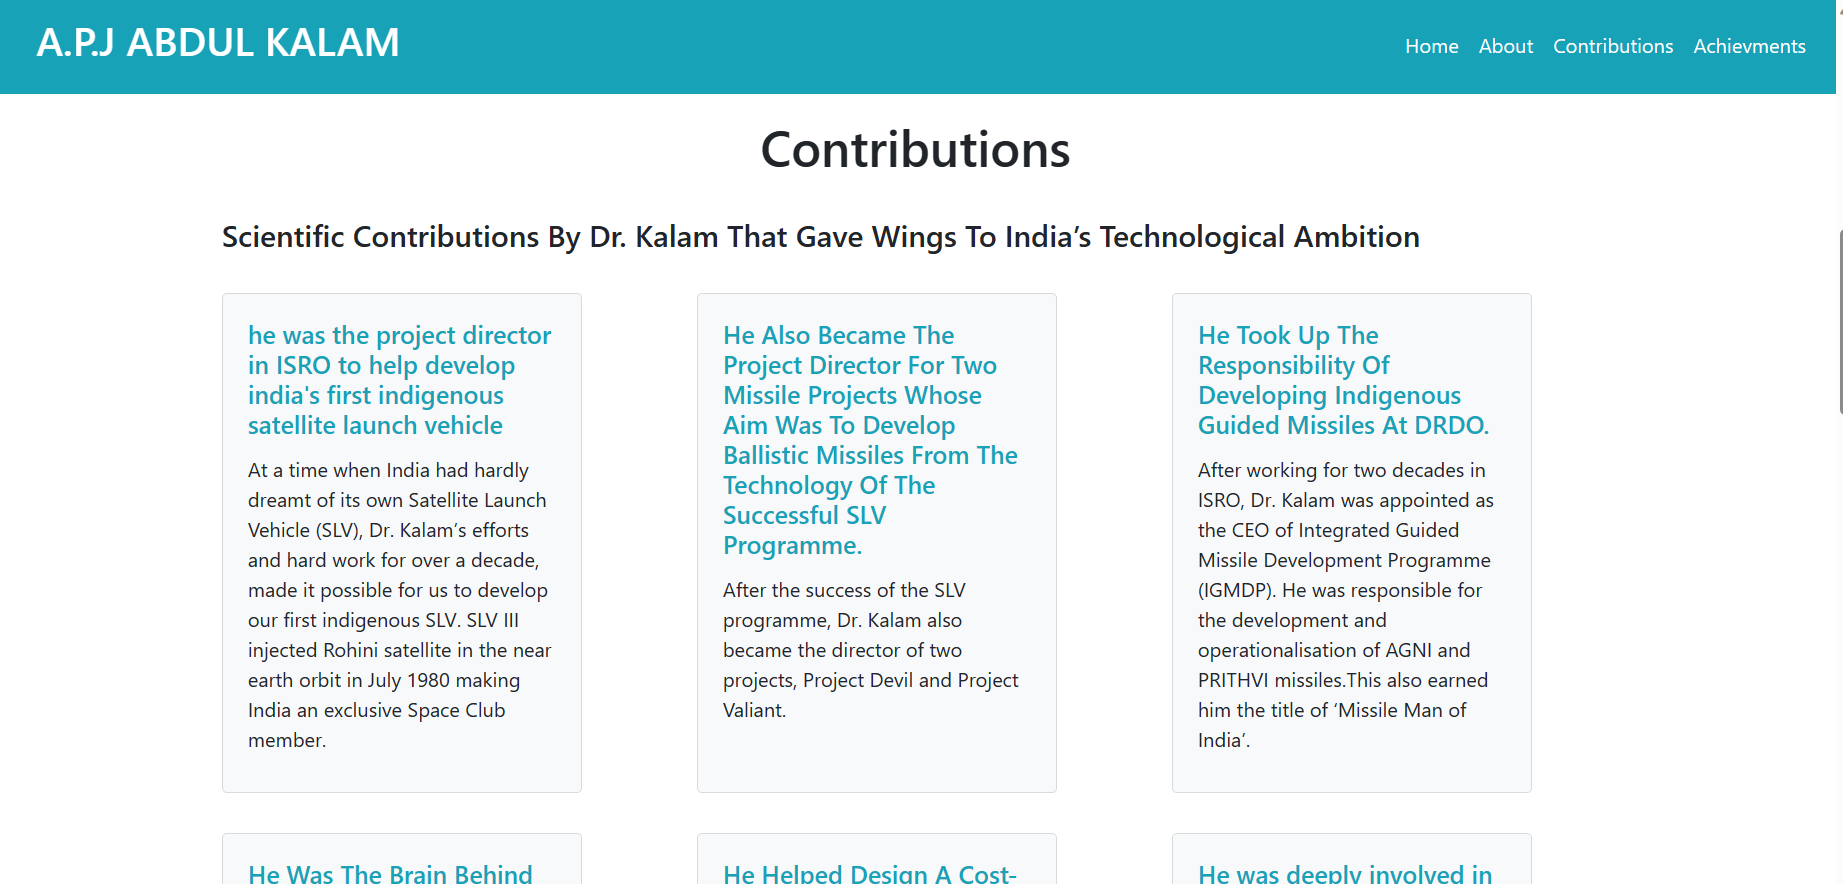 A.P.J ABDUL KALAM
Home About Contributions Achievments
Contributions
Scientific Contributions By Dr. Kalam That Gave Wings To India’s Technological Ambition
he was the project director
in ISRO to help develop
india's first indigenous
satellite launch vehicle
At a time when India had hardly
dreamt of its own Satellite Launch
Vehicle (SLV), Dr. Kalam’s efforts
and hard work for over a decade,
made it possible for us to develop
our first indigenous SLV. SLV III
injected Rohini satellite in the near
earth orbit in July 1980 making
India an exclusive Space Club
member.
He Also Became The
Project Director For Two
Missile Projects Whose
Aim Was To Develop
Ballistic Missiles From The
Technology Of The
Successful SLV
Programme.
After the success of the SLV
programme, Dr. Kalam also
became the director of two
projects, Project Devil and Project
Valiant.
He Took Up The
Responsibility Of
Developing Indigenous
Guided Missiles At DRDO.
After working for two decades in
ISRO, Dr. Kalam was appointed as
the CEO of Integrated Guided
Missile Development Programme
(IGMDP). He was responsible for
the development and
operationalisation of AGNI and
PRITHVI missiles.This also earned
him the title of ‘Missile Man of
India’.
He Was The Brain Behind
He Helped Design A Cost-
He was deeply involved in